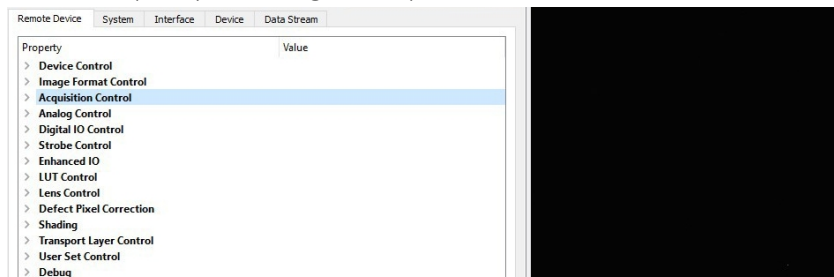 Remote Device System Interface Device Data Stream
Property Value
Device Control
Image Format Control
Acquisition Control
Analog Control
Digital IO Control
Strobe Control
Enhanced IO
LUT Control
Lens Control
Defect Pixel Correction
Shading
Transport Layer Control
User Set Control
Debug